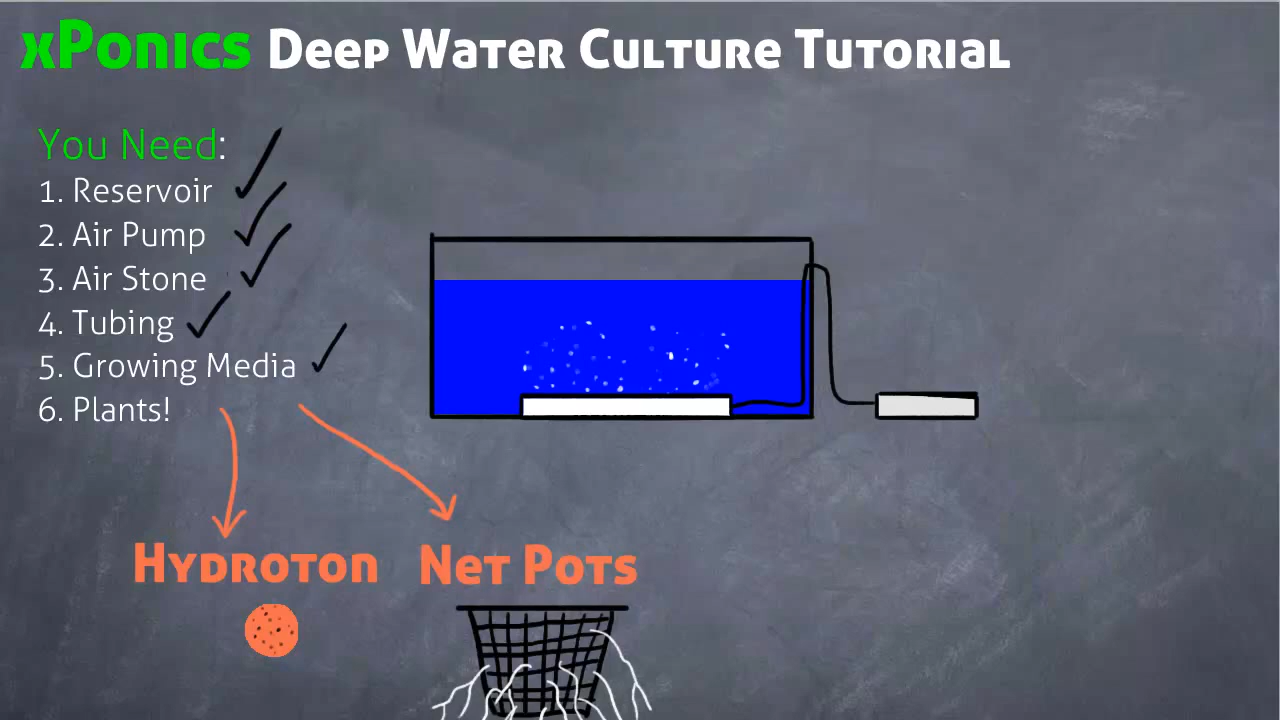 xPonics Deep Water Culture Tutorial
You Need:
1. Reservoir
2. Air Pump
3. Air Stone
4. Tubing
5. Growing Media
6. Plants!
Hydroton
Net Pots